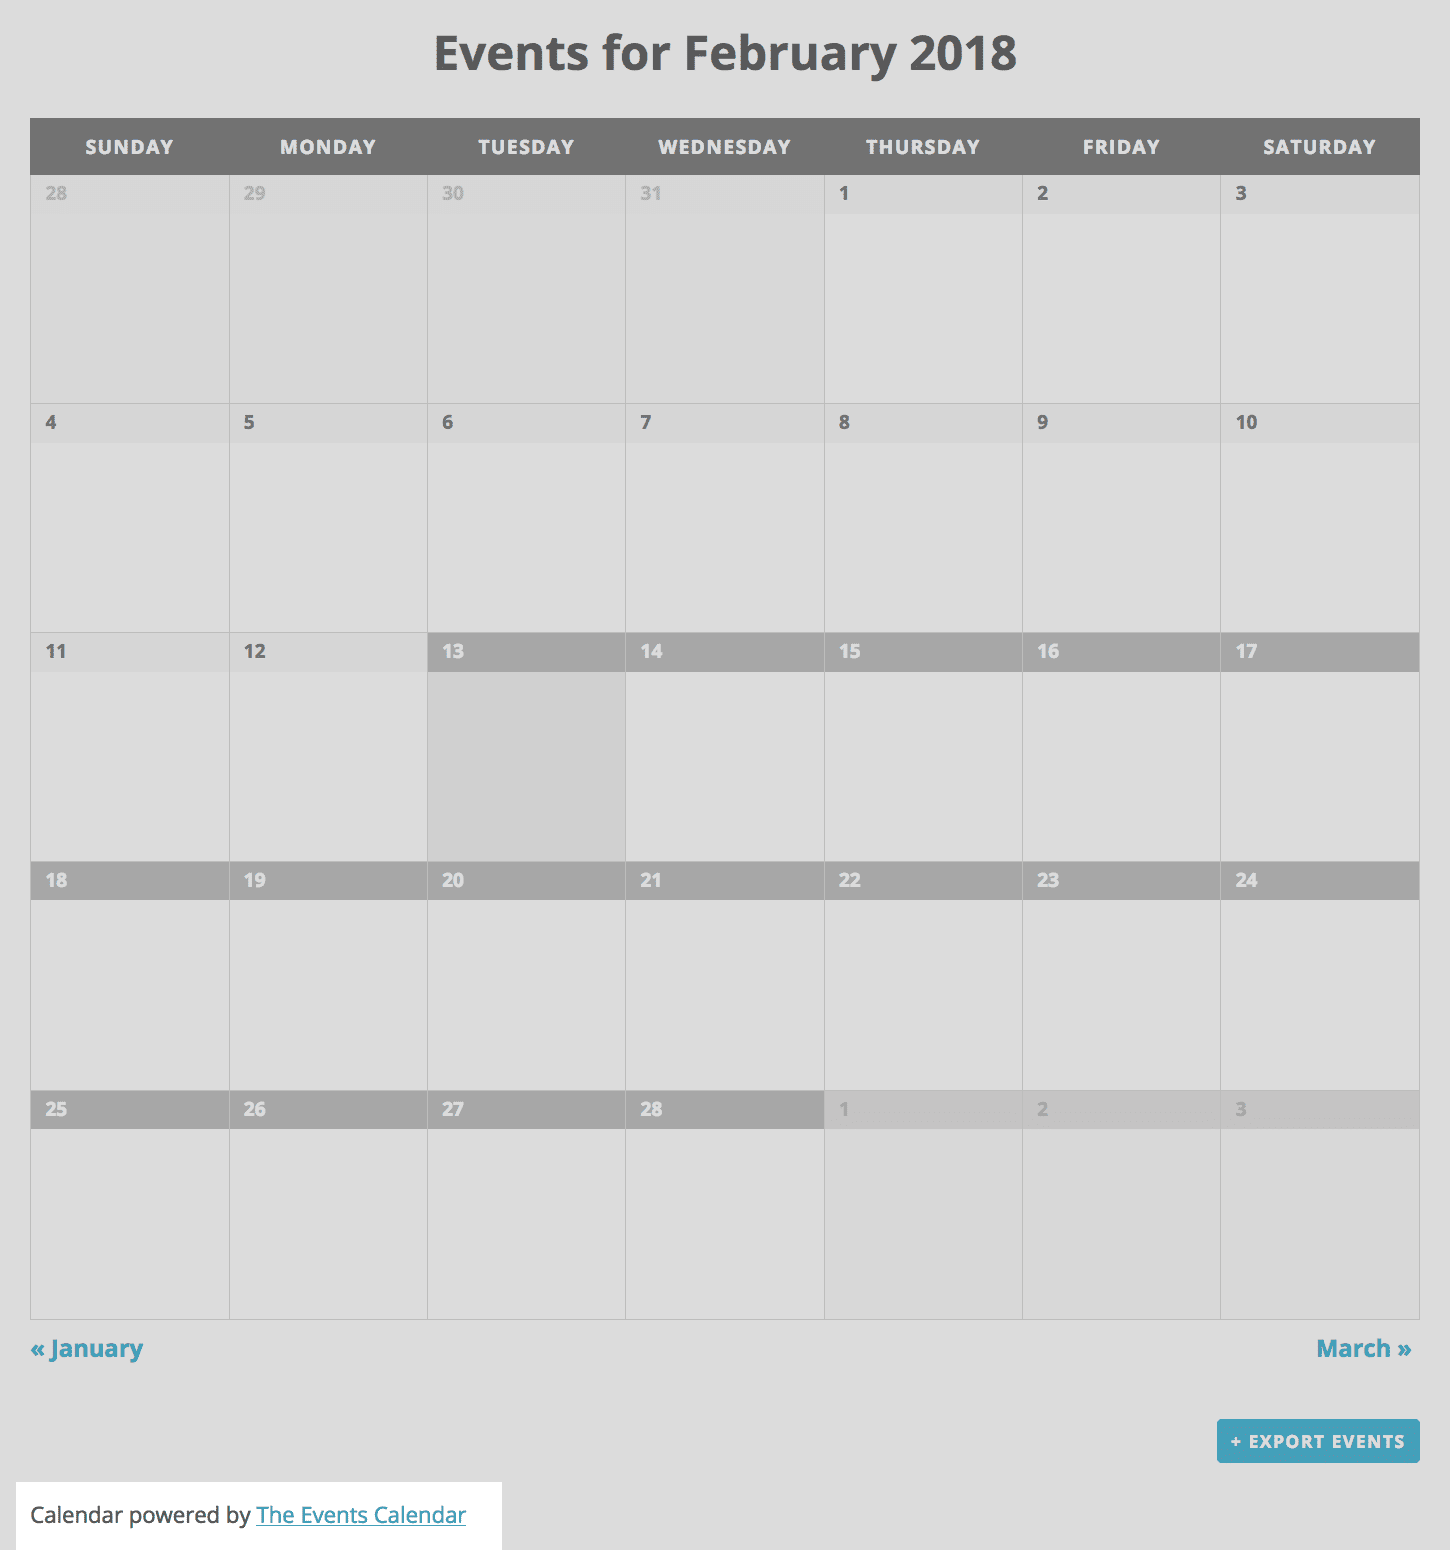 Events for February 2018
SUNDAY MONDAY TUESDAY WEDNESDAY THURSDAY FRIDAY SATURDAY
28 29 30 31 1 2 3
4 5 6 7 8 9 10
11 12 13 14 15 16 17
18 19 20 21 22 23 24
25 26 27 28 1 2 3
« January March »
+ EXPORT EVENTS
Calendar powered by The Events Calendar